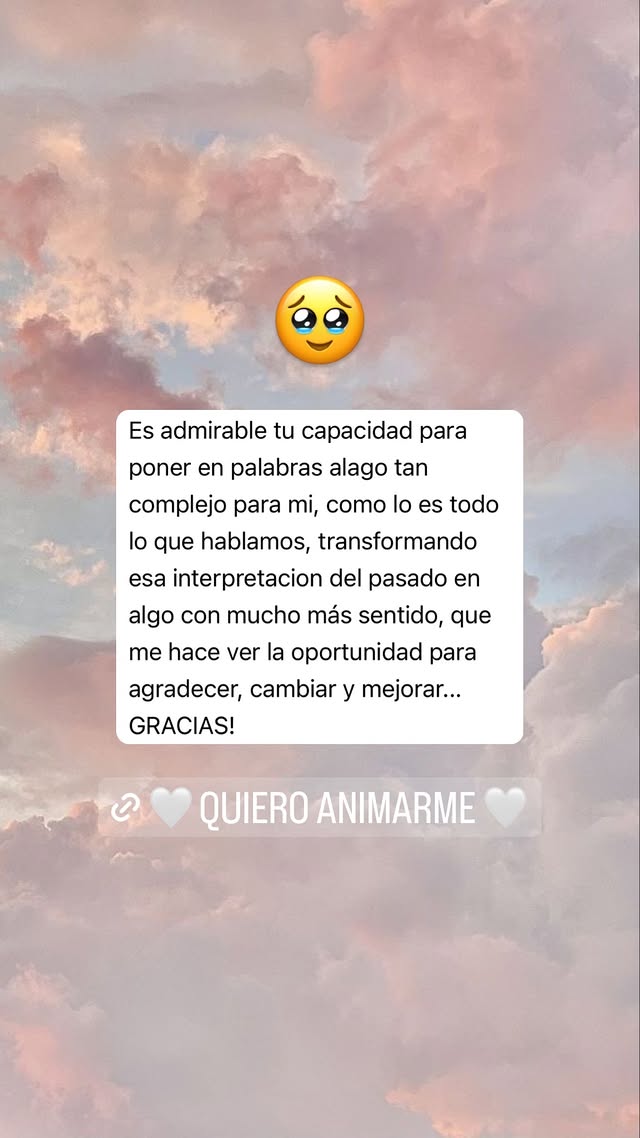 Es admirable tu capacidad para
poner en palabras alago tan
complejo para mi, como lo es todo
lo que hablamos, transformando
esa interpretacion del pasado en
algo con mucho más sentido, que
me hace ver la oportunidad para
agradecer, cambiar y mejorar...
GRACIAS!
QUIERO ANIMARME